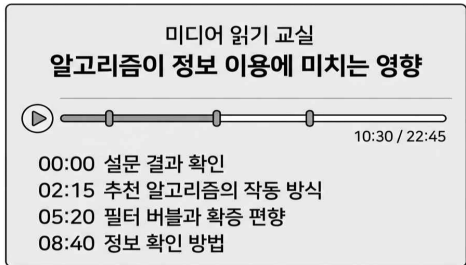 미디어 읽기 교실
알고리즘이 정보 이용에 미치는 영향
10:30 / 22:45
00:00 설문 결과 확인
02:15 추천 알고리즘의 작동 방식
05:20 필터 버블과 확증 편향
08:40 정보 확인 방법